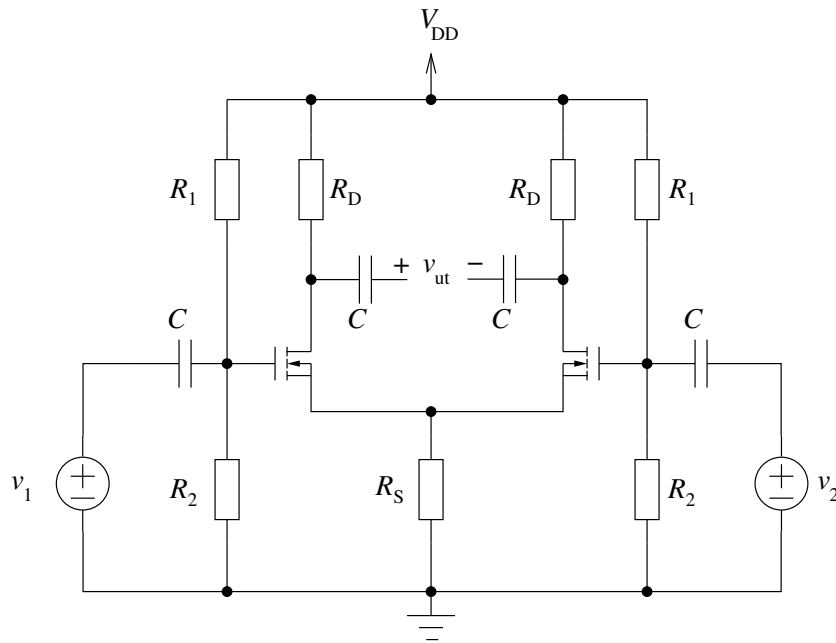 V_DD
R_1 R_D R_D R_1
+ v_ut −
C C C C
v_1 R_2 R_S R_2 v_2